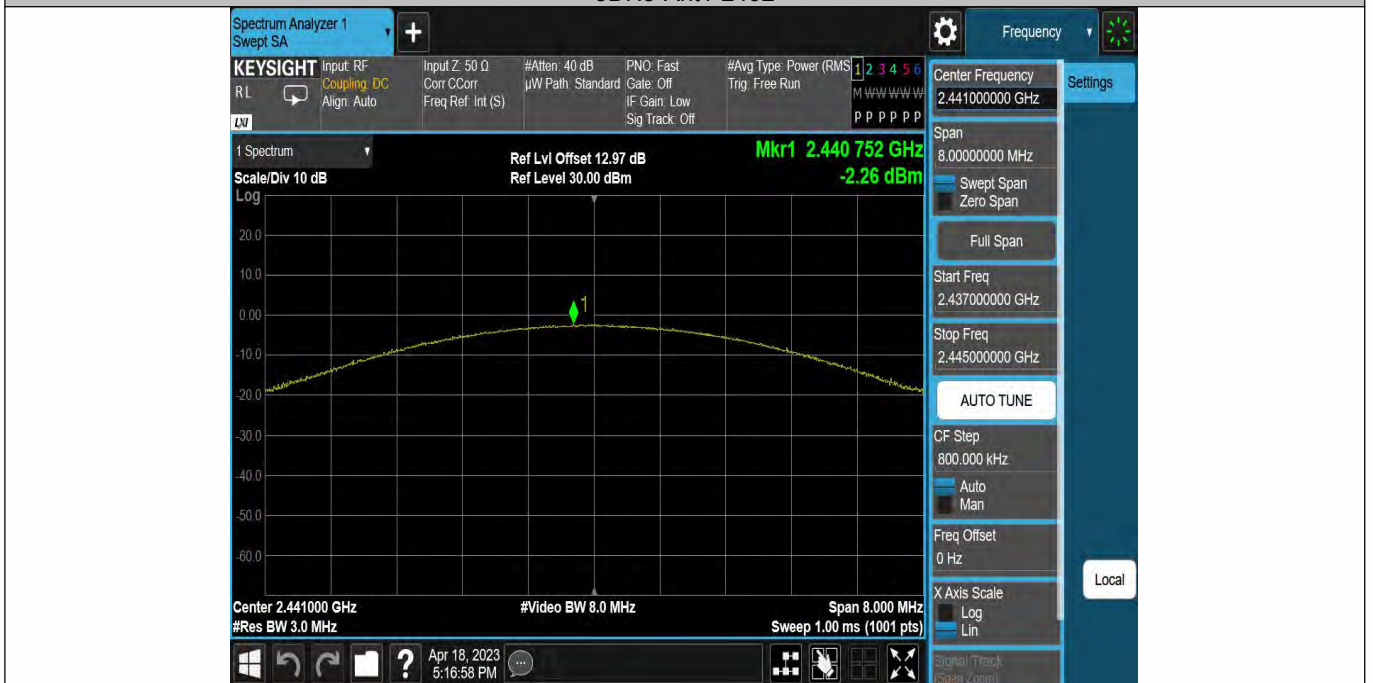 Spectrum Analyzer 1
Swept SA
+
Frequency
KEYSIGHT
RL
LXI
Input: RF
Coupling: DC
Align: Auto
Input Z: 50 Ω
Corr CCorr
Freq Ref: Int (S)
#Atten: 40 dB
µW Path: Standard
PNO: Fast
Gate: Off
IF Gain: Low
Sig Track: Off
#Avg Type: Power (RMS
Trig: Free Run
1 2 3 4 5 6
M W W W W W
P P P P P P
1 Spectrum
Scale/Div 10 dB
Ref Lvl Offset 12.97 dB
Ref Level 30.00 dBm
Mkr1 2.440 752 GHz
-2.26 dBm
Log
20.0
10.0
0.00
-10.0
-20.0
-30.0
-40.0
-50.0
-60.0
1
Center 2.441000 GHz
#Res BW 3.0 MHz
#Video BW 8.0 MHz
Span 8.000 MHz
Sweep 1.00 ms (1001 pts)
?
Apr 18, 2023
5:16:58 PM
Center Frequency
2.441000000 GHz
Settings
Span
8.00000000 MHz
Swept Span
Zero Span
Full Span
Start Freq
2.437000000 GHz
Stop Freq
2.445000000 GHz
AUTO TUNE
CF Step
800.000 kHz
Auto
Man
Freq Offset
0 Hz
X Axis Scale
Log
Lin
Local
Signal Track
(Span Zoom)